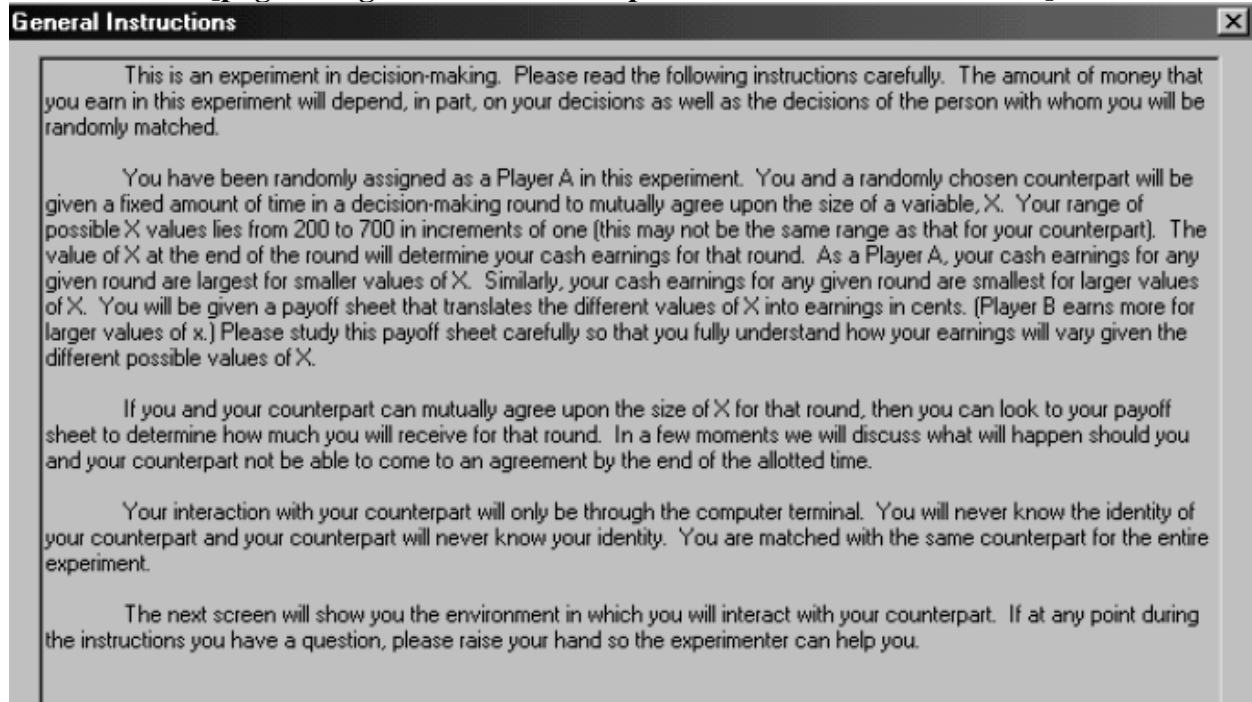 General Instructions
This is an experiment in decision-making. Please read the following instructions carefully. The amount of money that
you earn in this experiment will depend, in part, on your decisions as well as the decisions of the person with whom you will be
randomly matched.
You have been randomly assigned as a Player A in this experiment. You and a randomly chosen counterpart will be
given a fixed amount of time in a decision-making round to mutually agree upon the size of a variable, X. Your range of
possible X values lies from 200 to 700 in increments of one (this may not be the same range as that for your counterpart). The
value of X at the end of the round will determine your cash earnings for that round. As a Player A, your cash earnings for any
given round are largest for smaller values of X. Similarly, your cash earnings for any given round are smallest for larger values
of X. You will be given a payoff sheet that translates the different values of X into earnings in cents. (Player B earns more for
larger values of x.) Please study this payoff sheet carefully so that you fully understand how your earnings will vary given the
different possible values of X.
If you and your counterpart can mutually agree upon the size of X for that round, then you can look to your payoff
sheet to determine how much you will receive for that round. In a few moments we will discuss what will happen should you
and your counterpart not be able to come to an agreement by the end of the allotted time.
Your interaction with your counterpart will only be through the computer terminal. You will never know the identity of
your counterpart and your counterpart will never know your identity. You are matched with the same counterpart for the entire
experiment.
The next screen will show you the environment in which you will interact with your counterpart. If at any point during
the instructions you have a question, please raise your hand so the experimenter can help you.